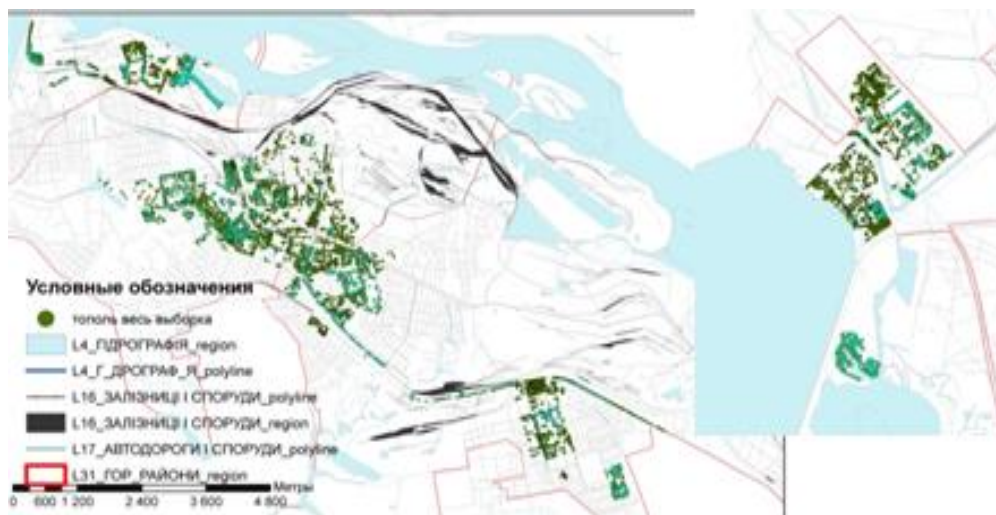 Условные обозначения
тополь весь выборка
L4_ГІДРОГРАФІЯ_region
L4_Г_ДРОГРАФ_Я_polyline
L16_ЗАЛІЗНИЦІ І СПОРУДИ_polyline
L16_ЗАЛІЗНИЦІ І СПОРУДИ_region
L17_АВТОДОРОГИ І СПОРУДИ_polyline
L31_ГОР_РАЙОНИ_region
Метры
0 600 1 200 2 400 3 600 4 800